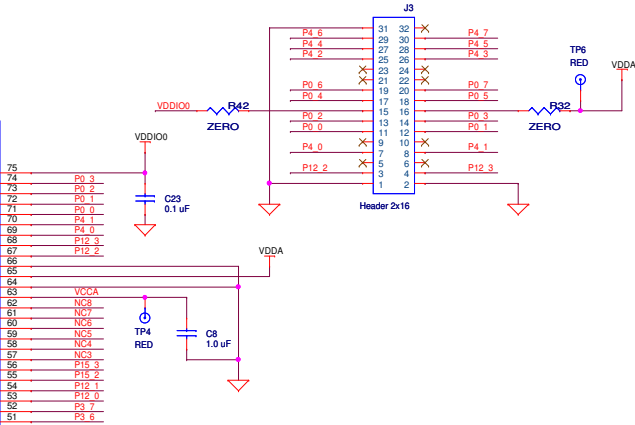 J3
31 32
P4_6 29 30 P4_7
P4_4 27 28 P4_5
P4_2 25 26 P4_3
23 24
21 22
P0_6 19 20 P0_7
P0_4 17 18 P0_5
VDDIO0 R42 15 16 R32
ZERO ZERO
P0_2 13 14 P0_3
P0_0 11 12 P0_1
9 10
P4_0 7 8 P4_1
5 6
P12_2 3 4 P12_3
1 2
Header 2x16
TP6
RED
VDDA
VDDIO0
C23
0.1 uF
75
74 P0_3
73 P0_2
72 P0_1
71 P0_0
70 P4_1
69 P4_0
68 P12_3
67 P12_2
66
65
64
63 VCCA
62 NC8
61 NC7
60 NC6
59 NC5
58 NC4
57 NC3
56 P15_3
55 P15_2
54 P12_1
53 P12_0
52 P3_7
51 P3_6
VDDA
TP4
RED
C8
1.0 uF